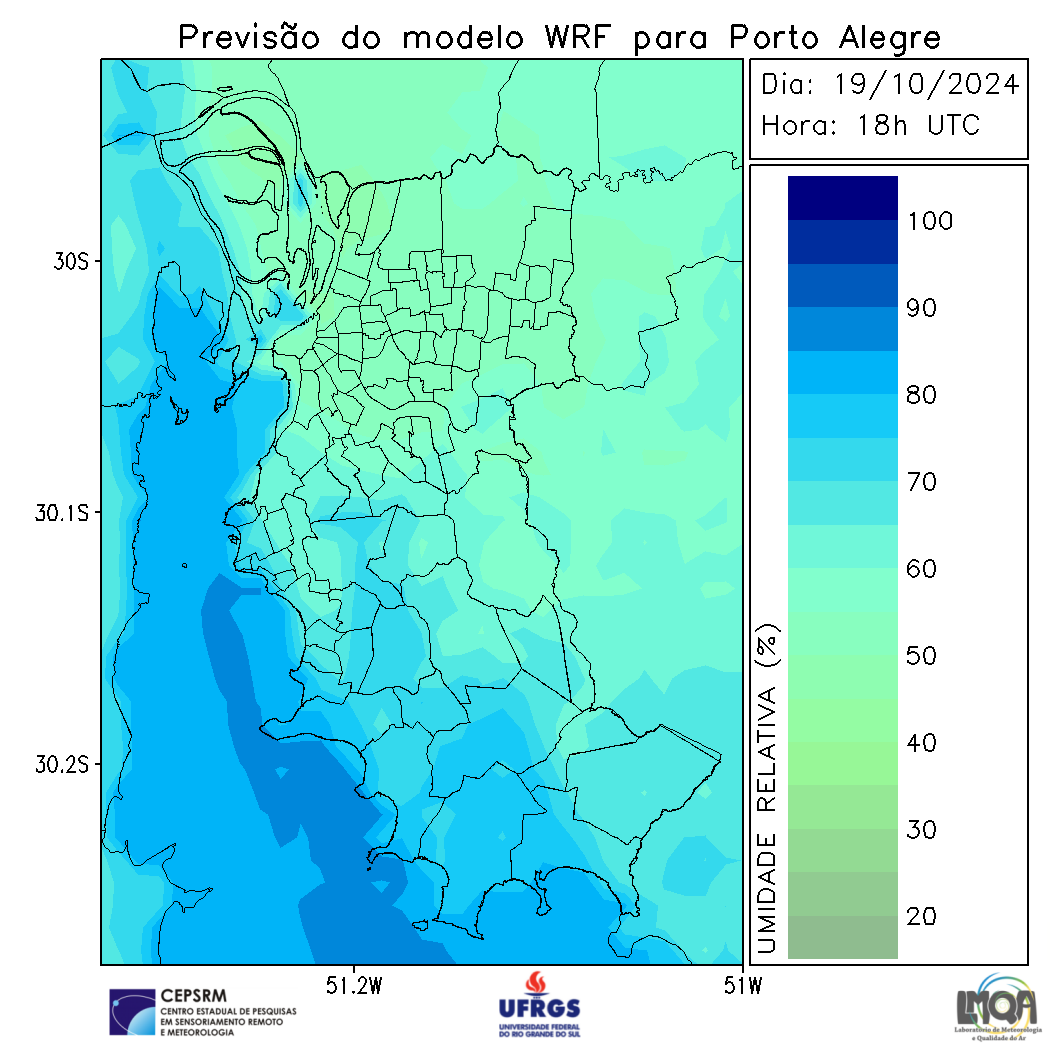 Previsão do modelo WRF para Porto Alegre
Dia: 19/10/2024
Hora: 18h UTC
30S
30.1S
30.2S
51.2W
51W
100
90
80
70
60
50
40
30
20
UMIDADE RELATIVA (%)
CEPSRM
CENTRO ESTADUAL DE PESQUISAS
EM SENSORIAMENTO REMOTO
E METEOROLOGIA
UFRGS
UNIVERSIDADE FEDERAL
DO RIO GRANDE DO SUL
LMQA
Laboratório de Meteorologia
e Qualidade do Ar